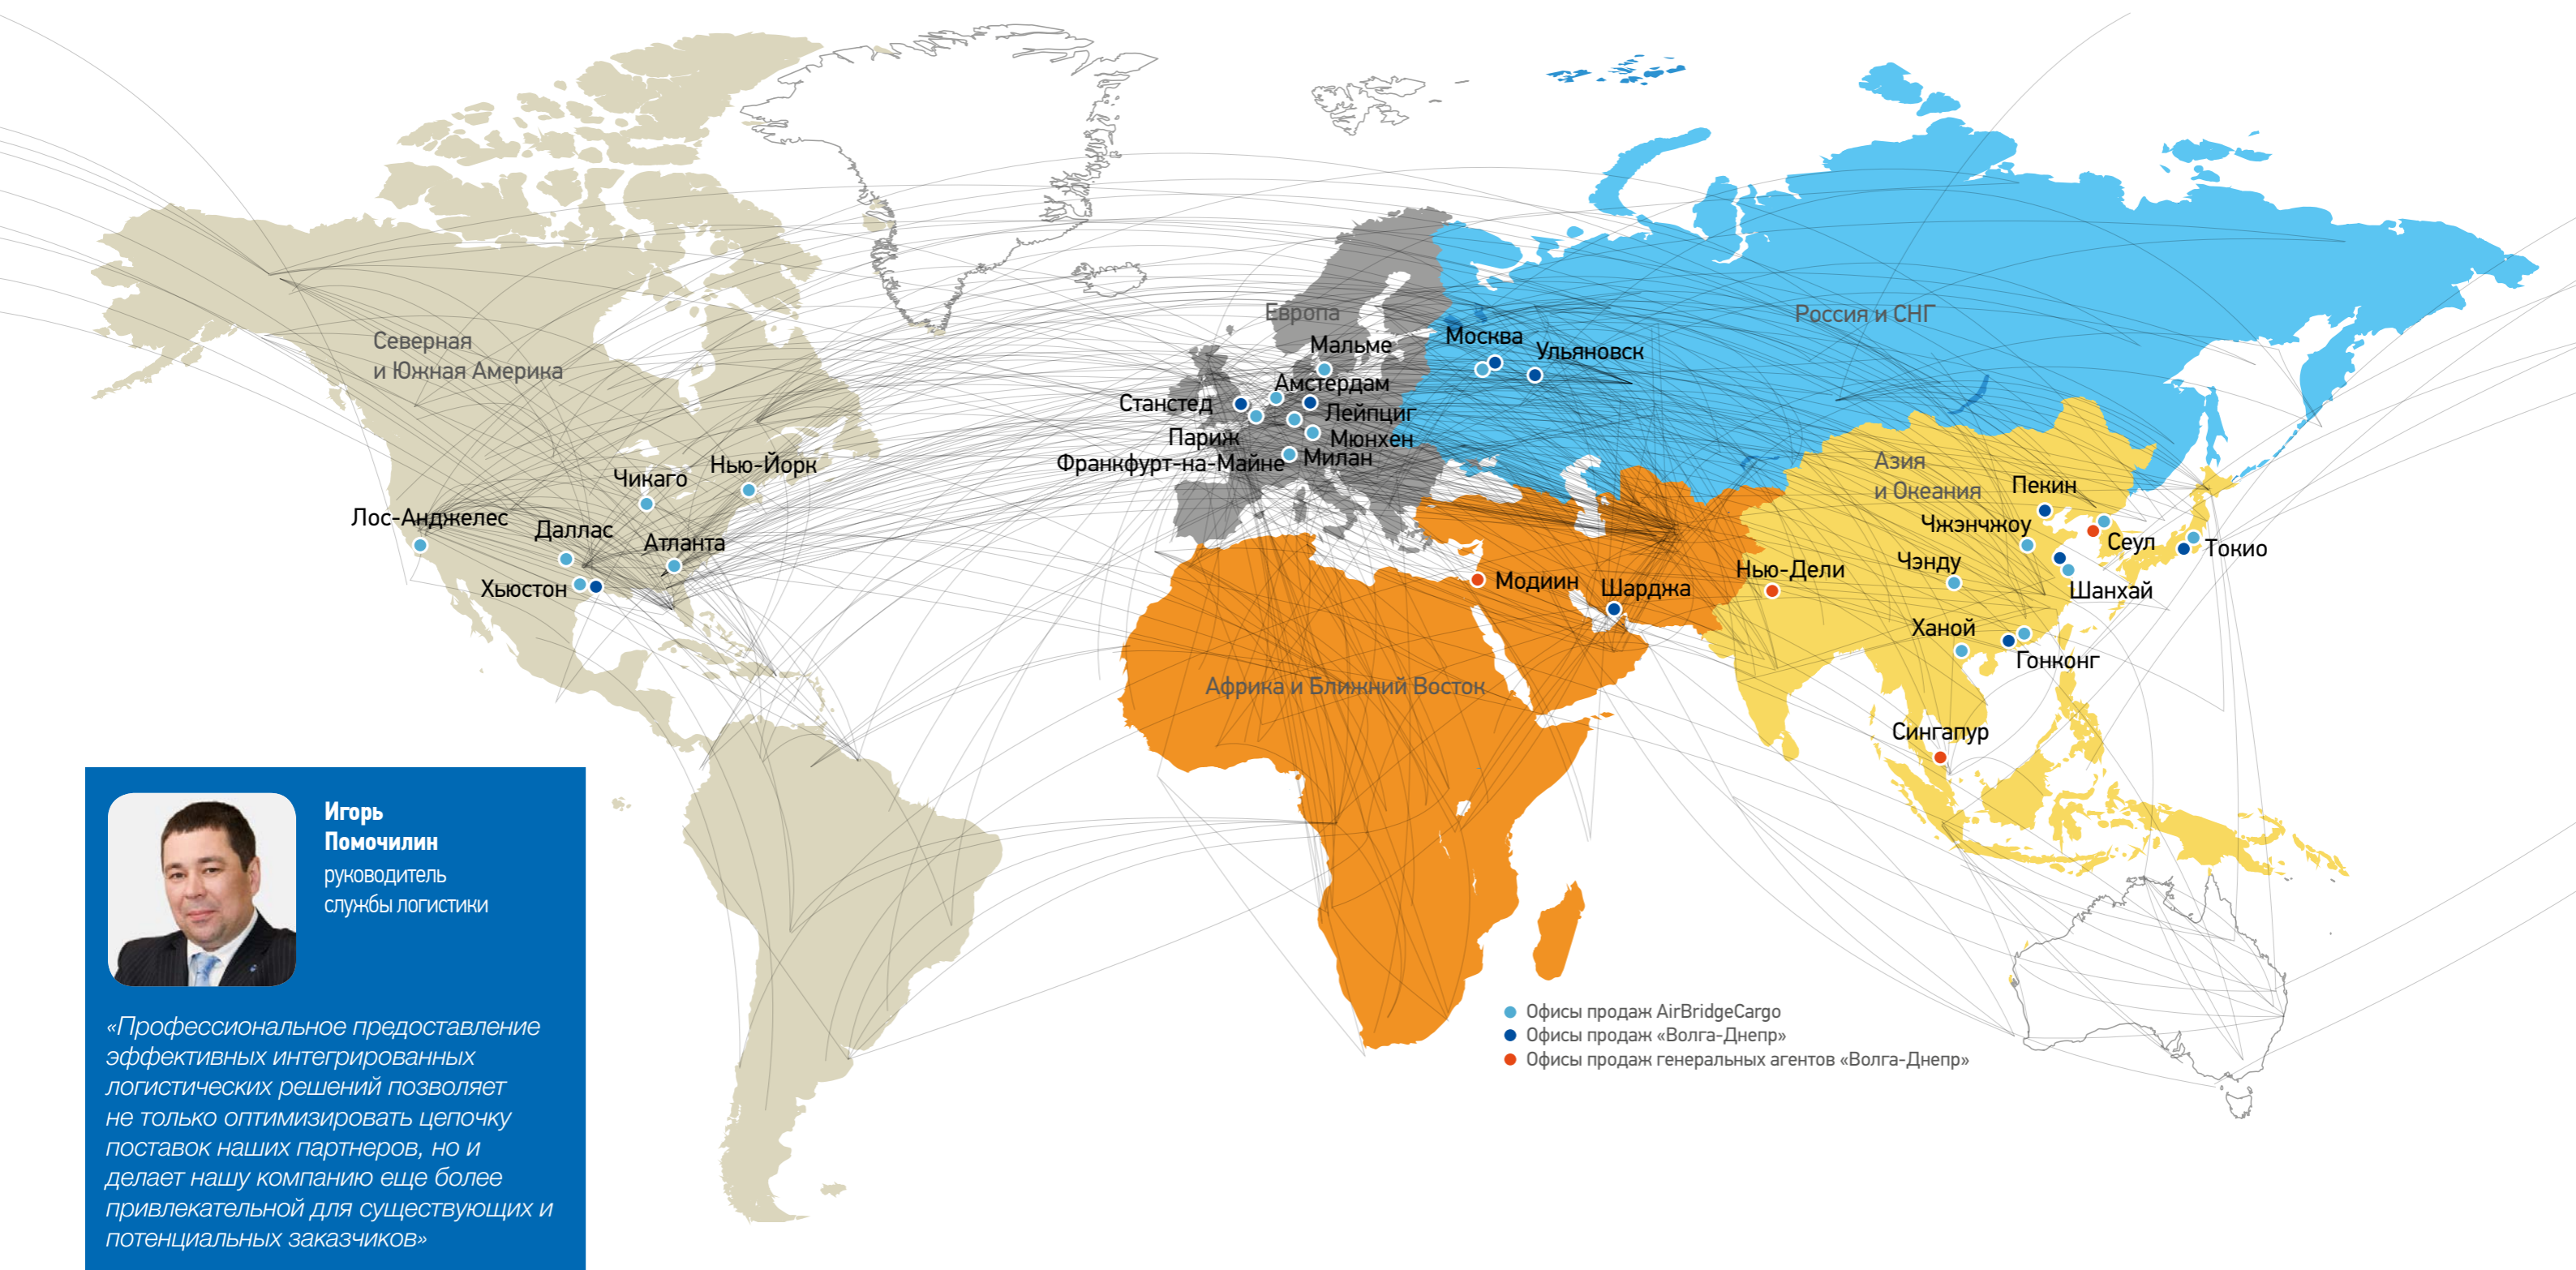 Северная
и Южная Америка
Европа
Россия и СНГ
Азия
и Океания
Африка и Ближний Восток
Лос-Анджелес
Чикаго
Нью-Йорк
Даллас
Атланта
Хьюстон
Мальме
Амстердам
Станстед
Лейпциг
Париж
Мюнхен
Франкфурт-на-Майне
Милан
Москва
Ульяновск
Модиин
Шарджа
Нью-Дели
Пекин
Чжэнчжоу
Чэнду
Сеул
Токио
Шанхай
Ханой
Гонконг
Сингапур
Игорь
Помочилин
руководитель
службы логистики
«Профессиональное предоставление
эффективных интегрированных
логистических решений позволяет
не только оптимизировать цепочку
поставок наших партнеров, но и
делает нашу компанию еще более
привлекательной для существующих и
потенциальных заказчиков»
Офисы продаж AirBridgeCargo
Офисы продаж «Волга-Днепр»
Офисы продаж генеральных агентов «Волга-Днепр»